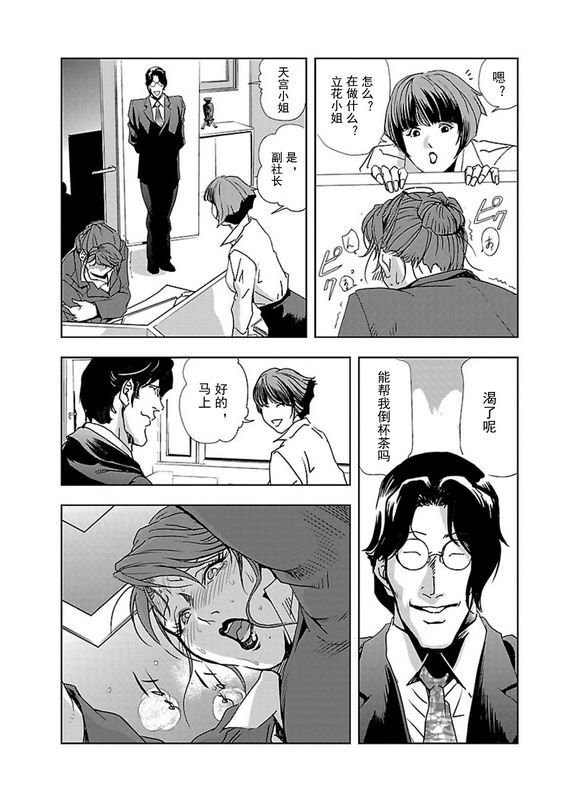 嗯？
怎么？
在做什么？
立花小姐
ピク
あ
あ
ピク
天宫小姐
是，
副社长
渴了呢
能帮我倒杯茶吗
好的，
马上